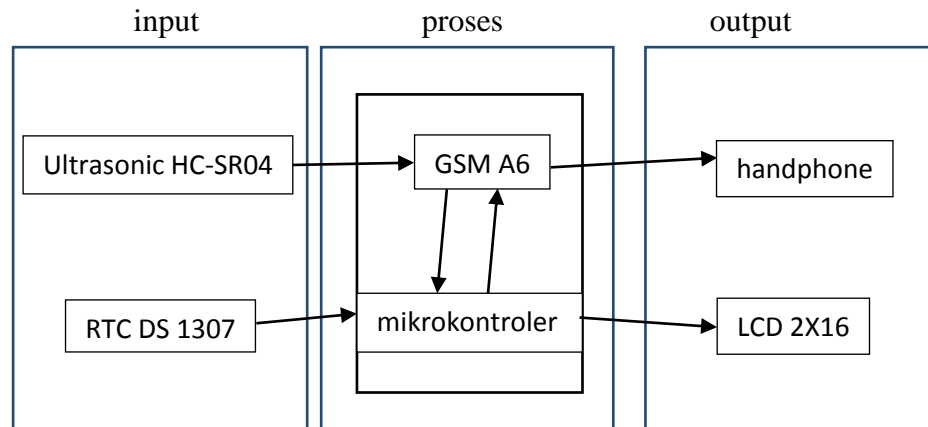 input
proses
output
Ultrasonic HC-SR04
GSM A6
handphone
RTC DS 1307
mikrokontroler
LCD 2X16